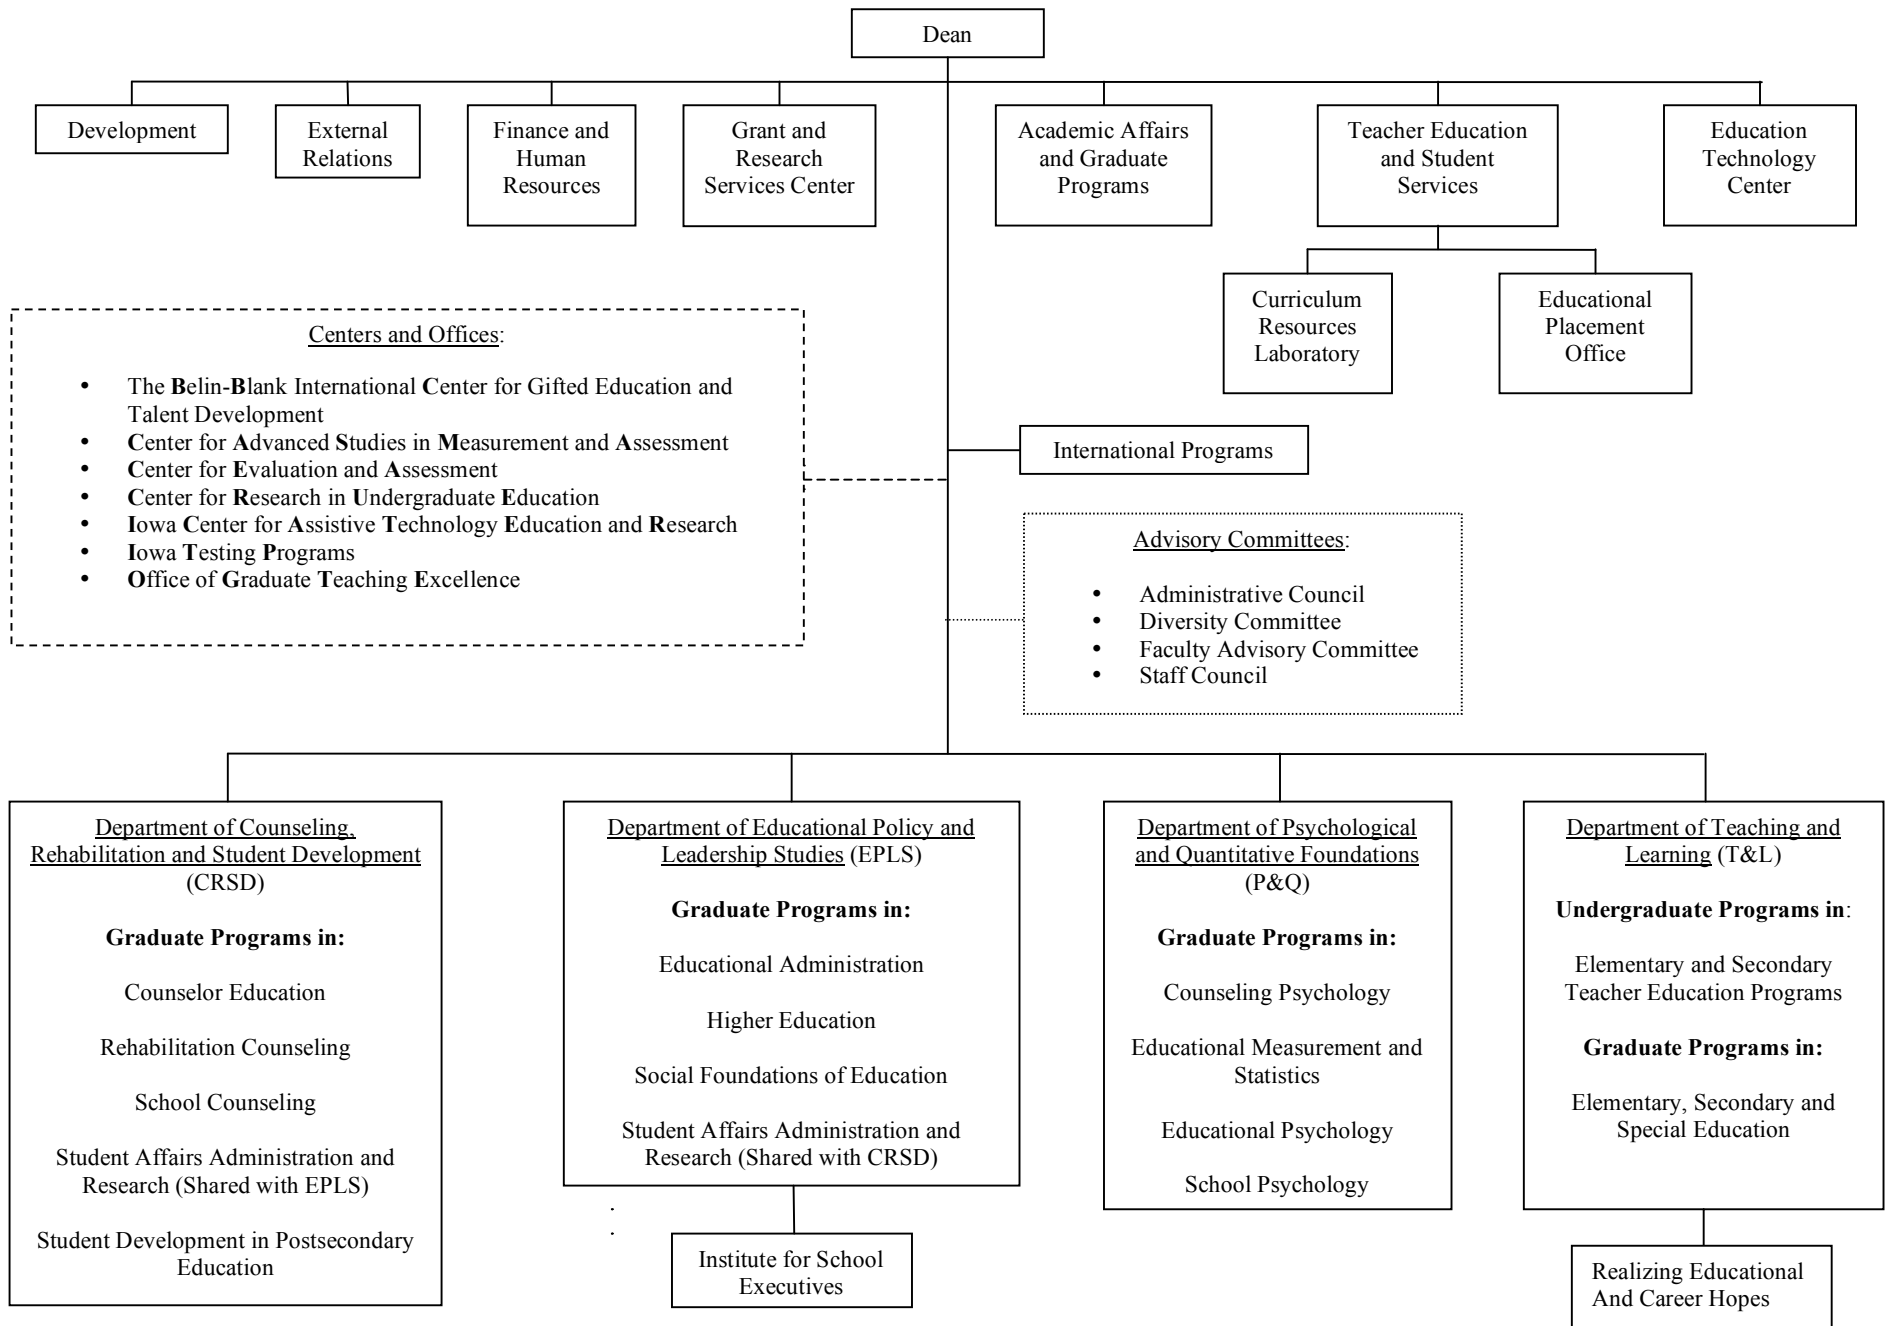 Dean
Development
External
Relations
Finance and
Human
Resources
Grant and
Research
Services Center
Academic Affairs
and Graduate
Programs
Teacher Education
and Student
Services
Education
Technology
Center
Curriculum
Resources
Laboratory
Educational
Placement
Office
Centers and Offices:
• The Belin-Blank International Center for Gifted Education and
Talent Development
• Center for Advanced Studies in Measurement and Assessment
• Center for Evaluation and Assessment
• Center for Research in Undergraduate Education
• Iowa Center for Assistive Technology Education and Research
• Iowa Testing Programs
• Office of Graduate Teaching Excellence
International Programs
Advisory Committees:
• Administrative Council
• Diversity Committee
• Faculty Advisory Committee
• Staff Council
Department of Counseling,
Rehabilitation and Student Development
(CRSD)
Graduate Programs in:
Counselor Education
Rehabilitation Counseling
School Counseling
Student Affairs Administration and
Research (Shared with EPLS)
Student Development in Postsecondary
Education
Department of Educational Policy and
Leadership Studies (EPLS)
Graduate Programs in:
Educational Administration
Higher Education
Social Foundations of Education
Student Affairs Administration and
Research (Shared with CRSD)
Institute for School
Executives
Department of Psychological
and Quantitative Foundations
(P&Q)
Graduate Programs in:
Counseling Psychology
Educational Measurement and
Statistics
Educational Psychology
School Psychology
Department of Teaching and
Learning (T&L)
Undergraduate Programs in:
Elementary and Secondary
Teacher Education Programs
Graduate Programs in:
Elementary, Secondary and
Special Education
Realizing Educational
And Career Hopes